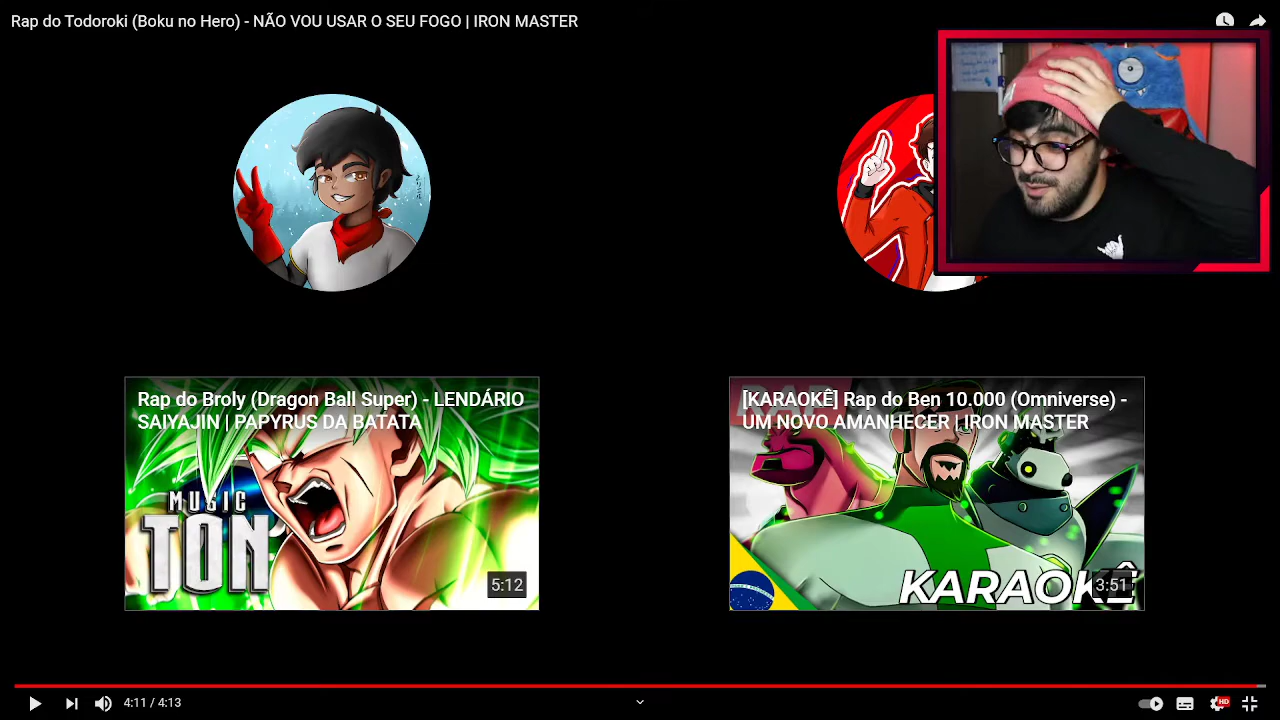 Rap do Todoroki (Boku no Hero) - NÃO VOU USAR O SEU FOGO | IRON MASTER
Rap do Broly (Dragon Ball Super) - LENDÁRIO
SAIYAJIN | PAPYRUS DA BATATA
MUSIC
TON
5:12
[KARAOKÊ] Rap do Ben 10.000 (Omniverse) -
UM NOVO AMANHECER | IRON MASTER
KARAOKÊ
3:51
4:11 / 4:13
HD